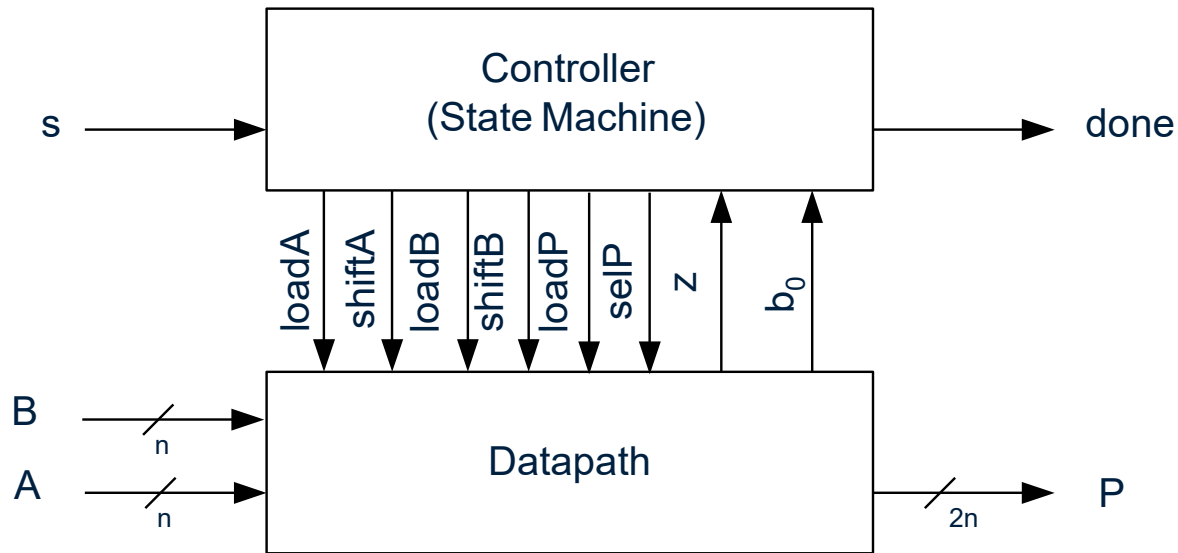 Controller
(State Machine)
s
done
loadA
shiftA
loadB
shiftB
loadP
selP
z
b₀
B
n
A
n
Datapath
P
2n